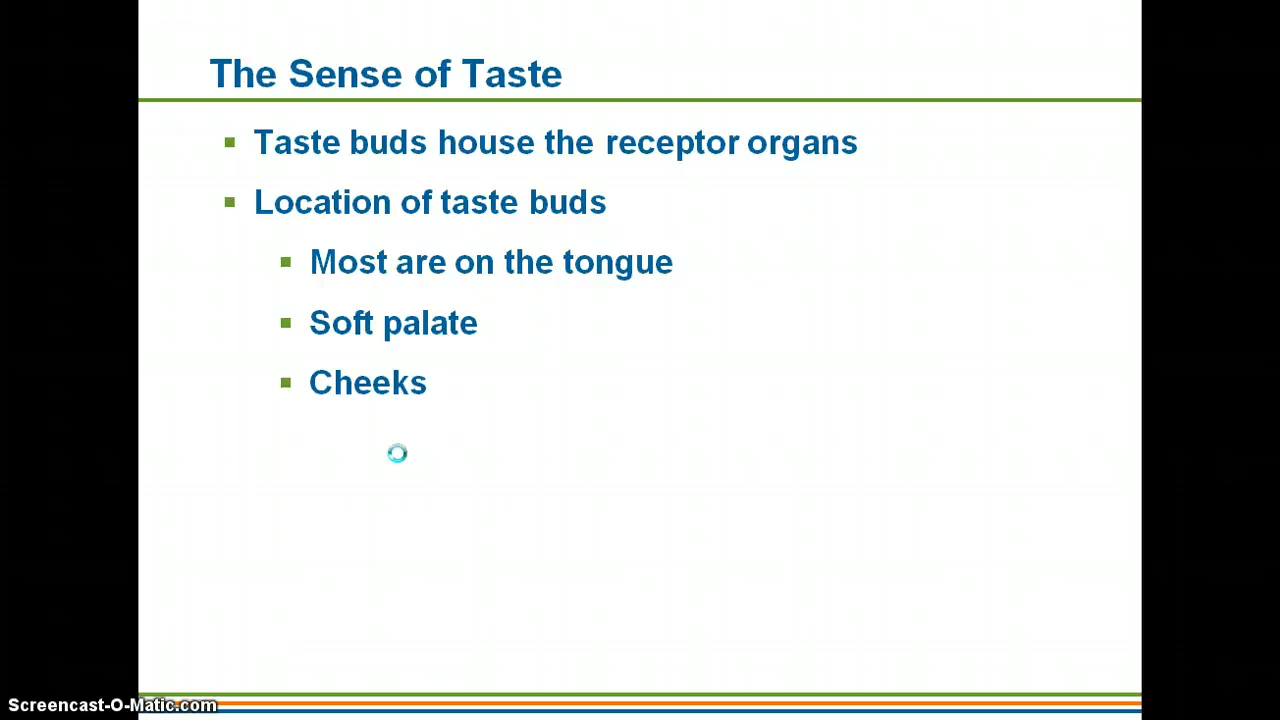 The Sense of Taste
Taste buds house the receptor organs
Location of taste buds
Most are on the tongue
Soft palate
Cheeks
Screencast-O-Matic.com